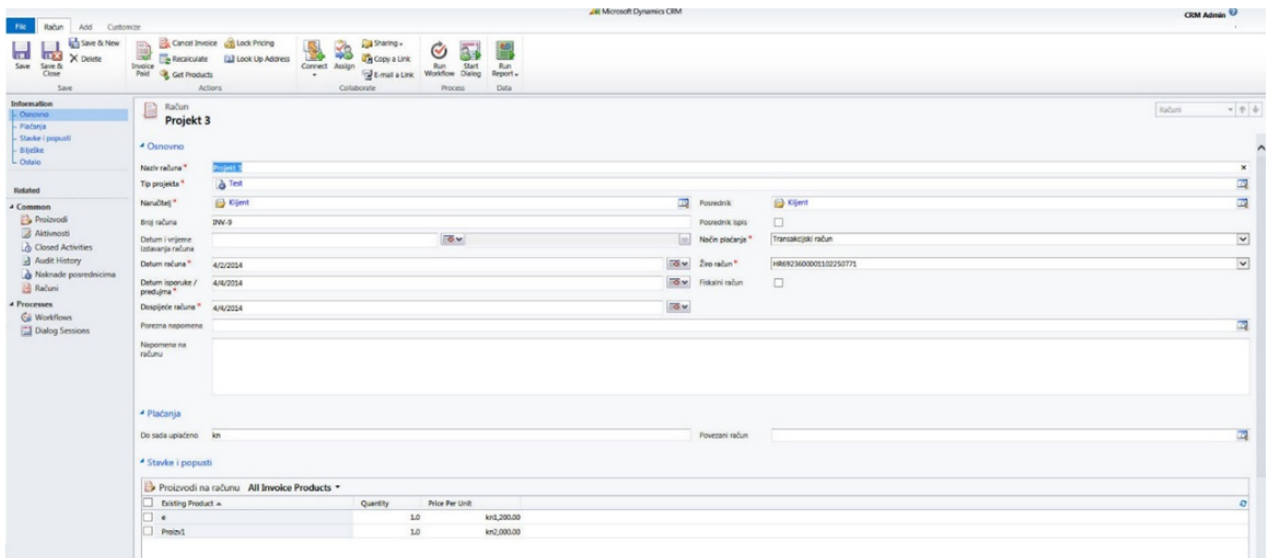 Microsoft Dynamics CRM
CRM Admin
File Račun Add Customize
Save
Save & Close
Save & New
Delete
Save
Invoice Paid
Cancel Invoice
Recalculate
Get Products
Lock Pricing
Look Up Address
Actions
Connect
Assign
Sharing
Copy a Link
E-mail a Link
Collaborate
Run Workflow
Start Dialog
Process
Run Report
Data
Information
Osnovno
Plaćanja
Stavke i popusti
Bilješke
Ostalo
Related
Common
Proizvodi
Aktivnosti
Closed Activities
Audit History
Naknade posrednicima
Računi
Processes
Workflows
Dialog Sessions
Račun
Projekt 3
Računi
Osnovno
Naziv računa * Projekt 3
Tip projekta * Test
Naručitelj * Klijent Posrednik Klijent
Broj računa INV-9 Posrednik ispis
Datum i vrijeme izdavanja računa Način plaćanja * Transakcijski račun
Datum računa * 4/2/2014 Žiro račun * HR6923600001102250771
Datum isporuke / predujma * 4/4/2014 Fiskalni račun
Dospijeće računa * 4/4/2014
Porezna napomena
Napomena na računu
Plaćanja
Do sada uplaćeno kn Povezani račun
Stavke i popusti
Proizvodi na računu All Invoice Products
Existing Product Quantity Price Per Unit
e 1.0 kn1,200.00
Proizv1 1.0 kn2,000.00